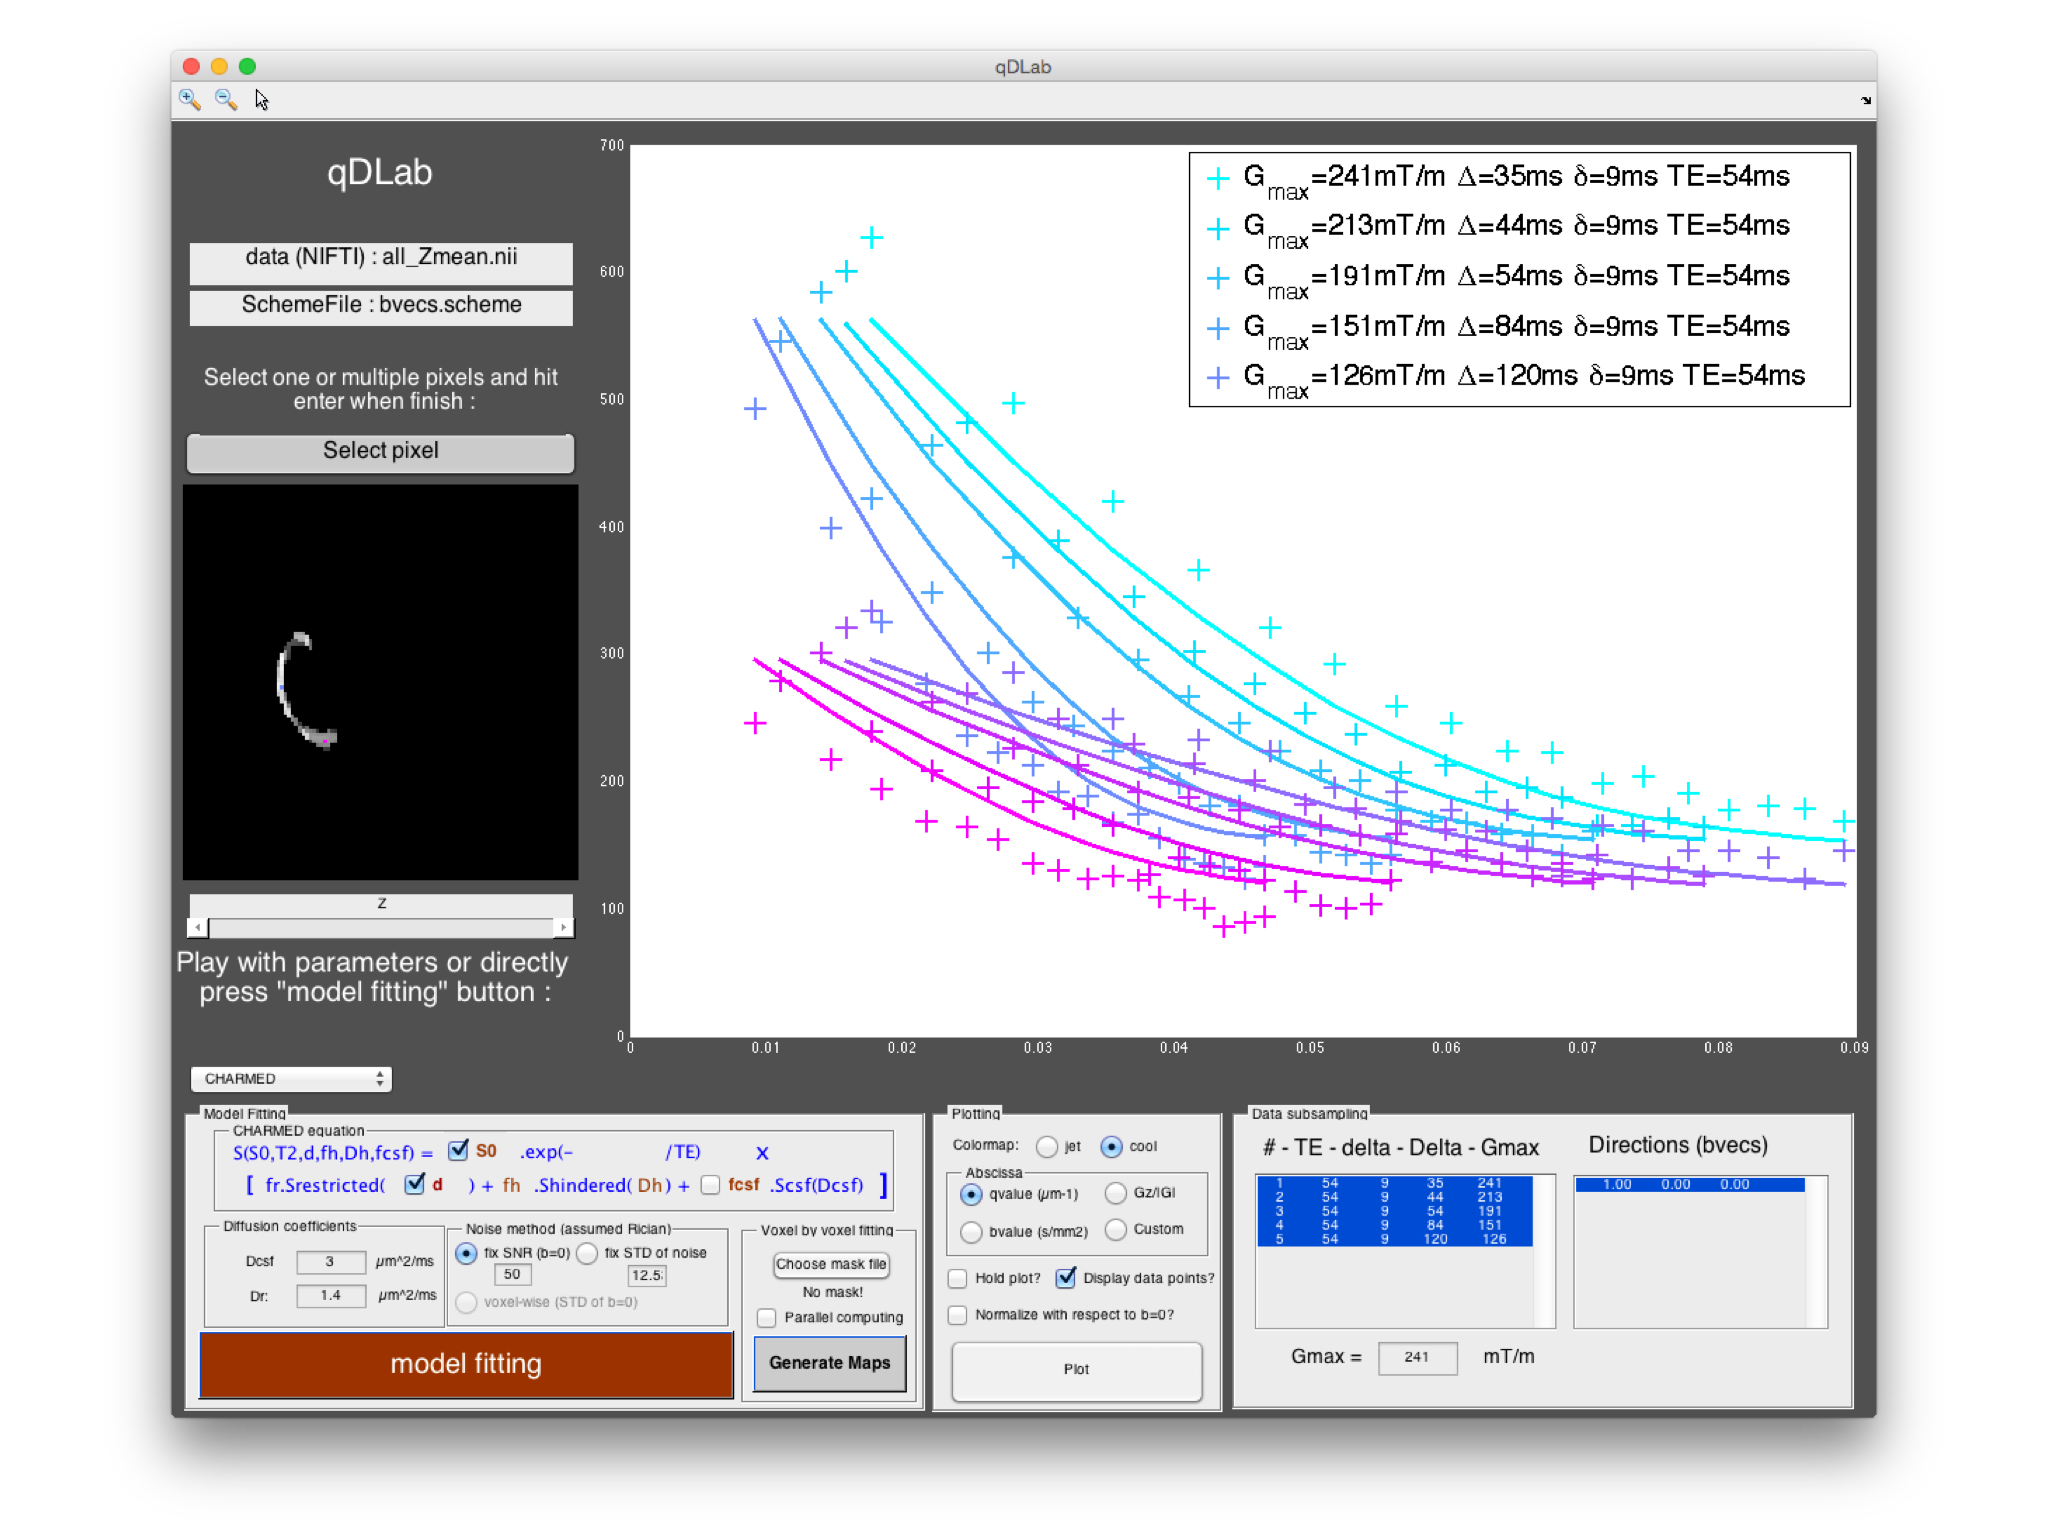 qDLab
qDLab
data (NIFTI) : all_Zmean.nii
SchemeFile : bvecs.scheme
Select one or multiple pixels and hit
enter when finish :
Select pixel
z
Play with parameters or directly
press "model fitting" button :
CHARMED
700
600
500
400
300
200
100
0
0 0.01 0.02 0.03 0.04 0.05 0.06 0.07 0.08 0.09
Gmax=241mT/m Δ=35ms δ=9ms TE=54ms
Gmax=213mT/m Δ=44ms δ=9ms TE=54ms
Gmax=191mT/m Δ=54ms δ=9ms TE=54ms
Gmax=151mT/m Δ=84ms δ=9ms TE=54ms
Gmax=126mT/m Δ=120ms δ=9ms TE=54ms
Model Fitting
CHARMED equation
S(S0,T2,d,fh,Dh,fcsf) = S0 .exp(- /TE) X
[ fr.Srestricted( d ) + fh .Shindered( Dh ) + fcsf .Scsf(Dcsf) ]
Diffusion coefficients
Dcsf 3 µm^2/ms
Dr: 1.4 µm^2/ms
Noise method (assumed Rician)
fix SNR (b=0) fix STD of noise
50 12.5
voxel-wise (STD of b=0)
Voxel by voxel fitting
Choose mask file
No mask!
Parallel computing
Generate Maps
model fitting
Plotting
Colormap: jet cool
Abscissa
qvalue (µm-1) Gz/IGI
bvalue (s/mm2) Custom
Hold plot? Display data points?
Normalize with respect to b=0?
Plot
Data subsampling
# - TE - delta - Delta - Gmax
1 54 9 35 241
2 54 9 44 213
3 54 9 54 191
4 54 9 84 151
5 54 9 120 126
Directions (bvecs)
1.00 0.00 0.00
Gmax = 241 mT/m